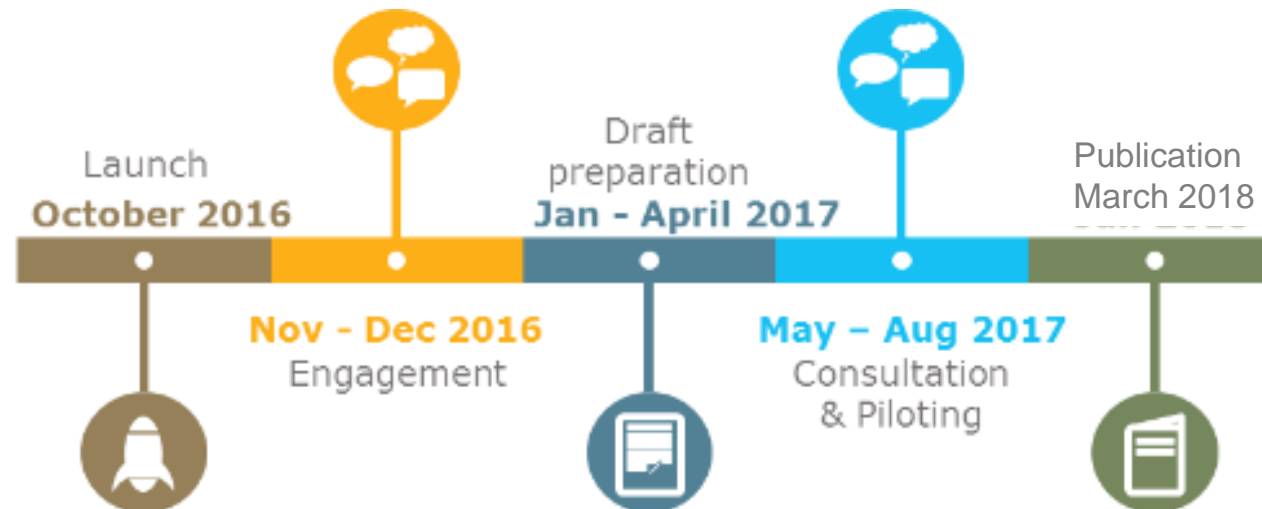 Launch
October 2016
Nov - Dec 2016
Engagement
Draft
preparation
Jan - April 2017
May – Aug 2017
Consultation
& Piloting
Publication
March 2018